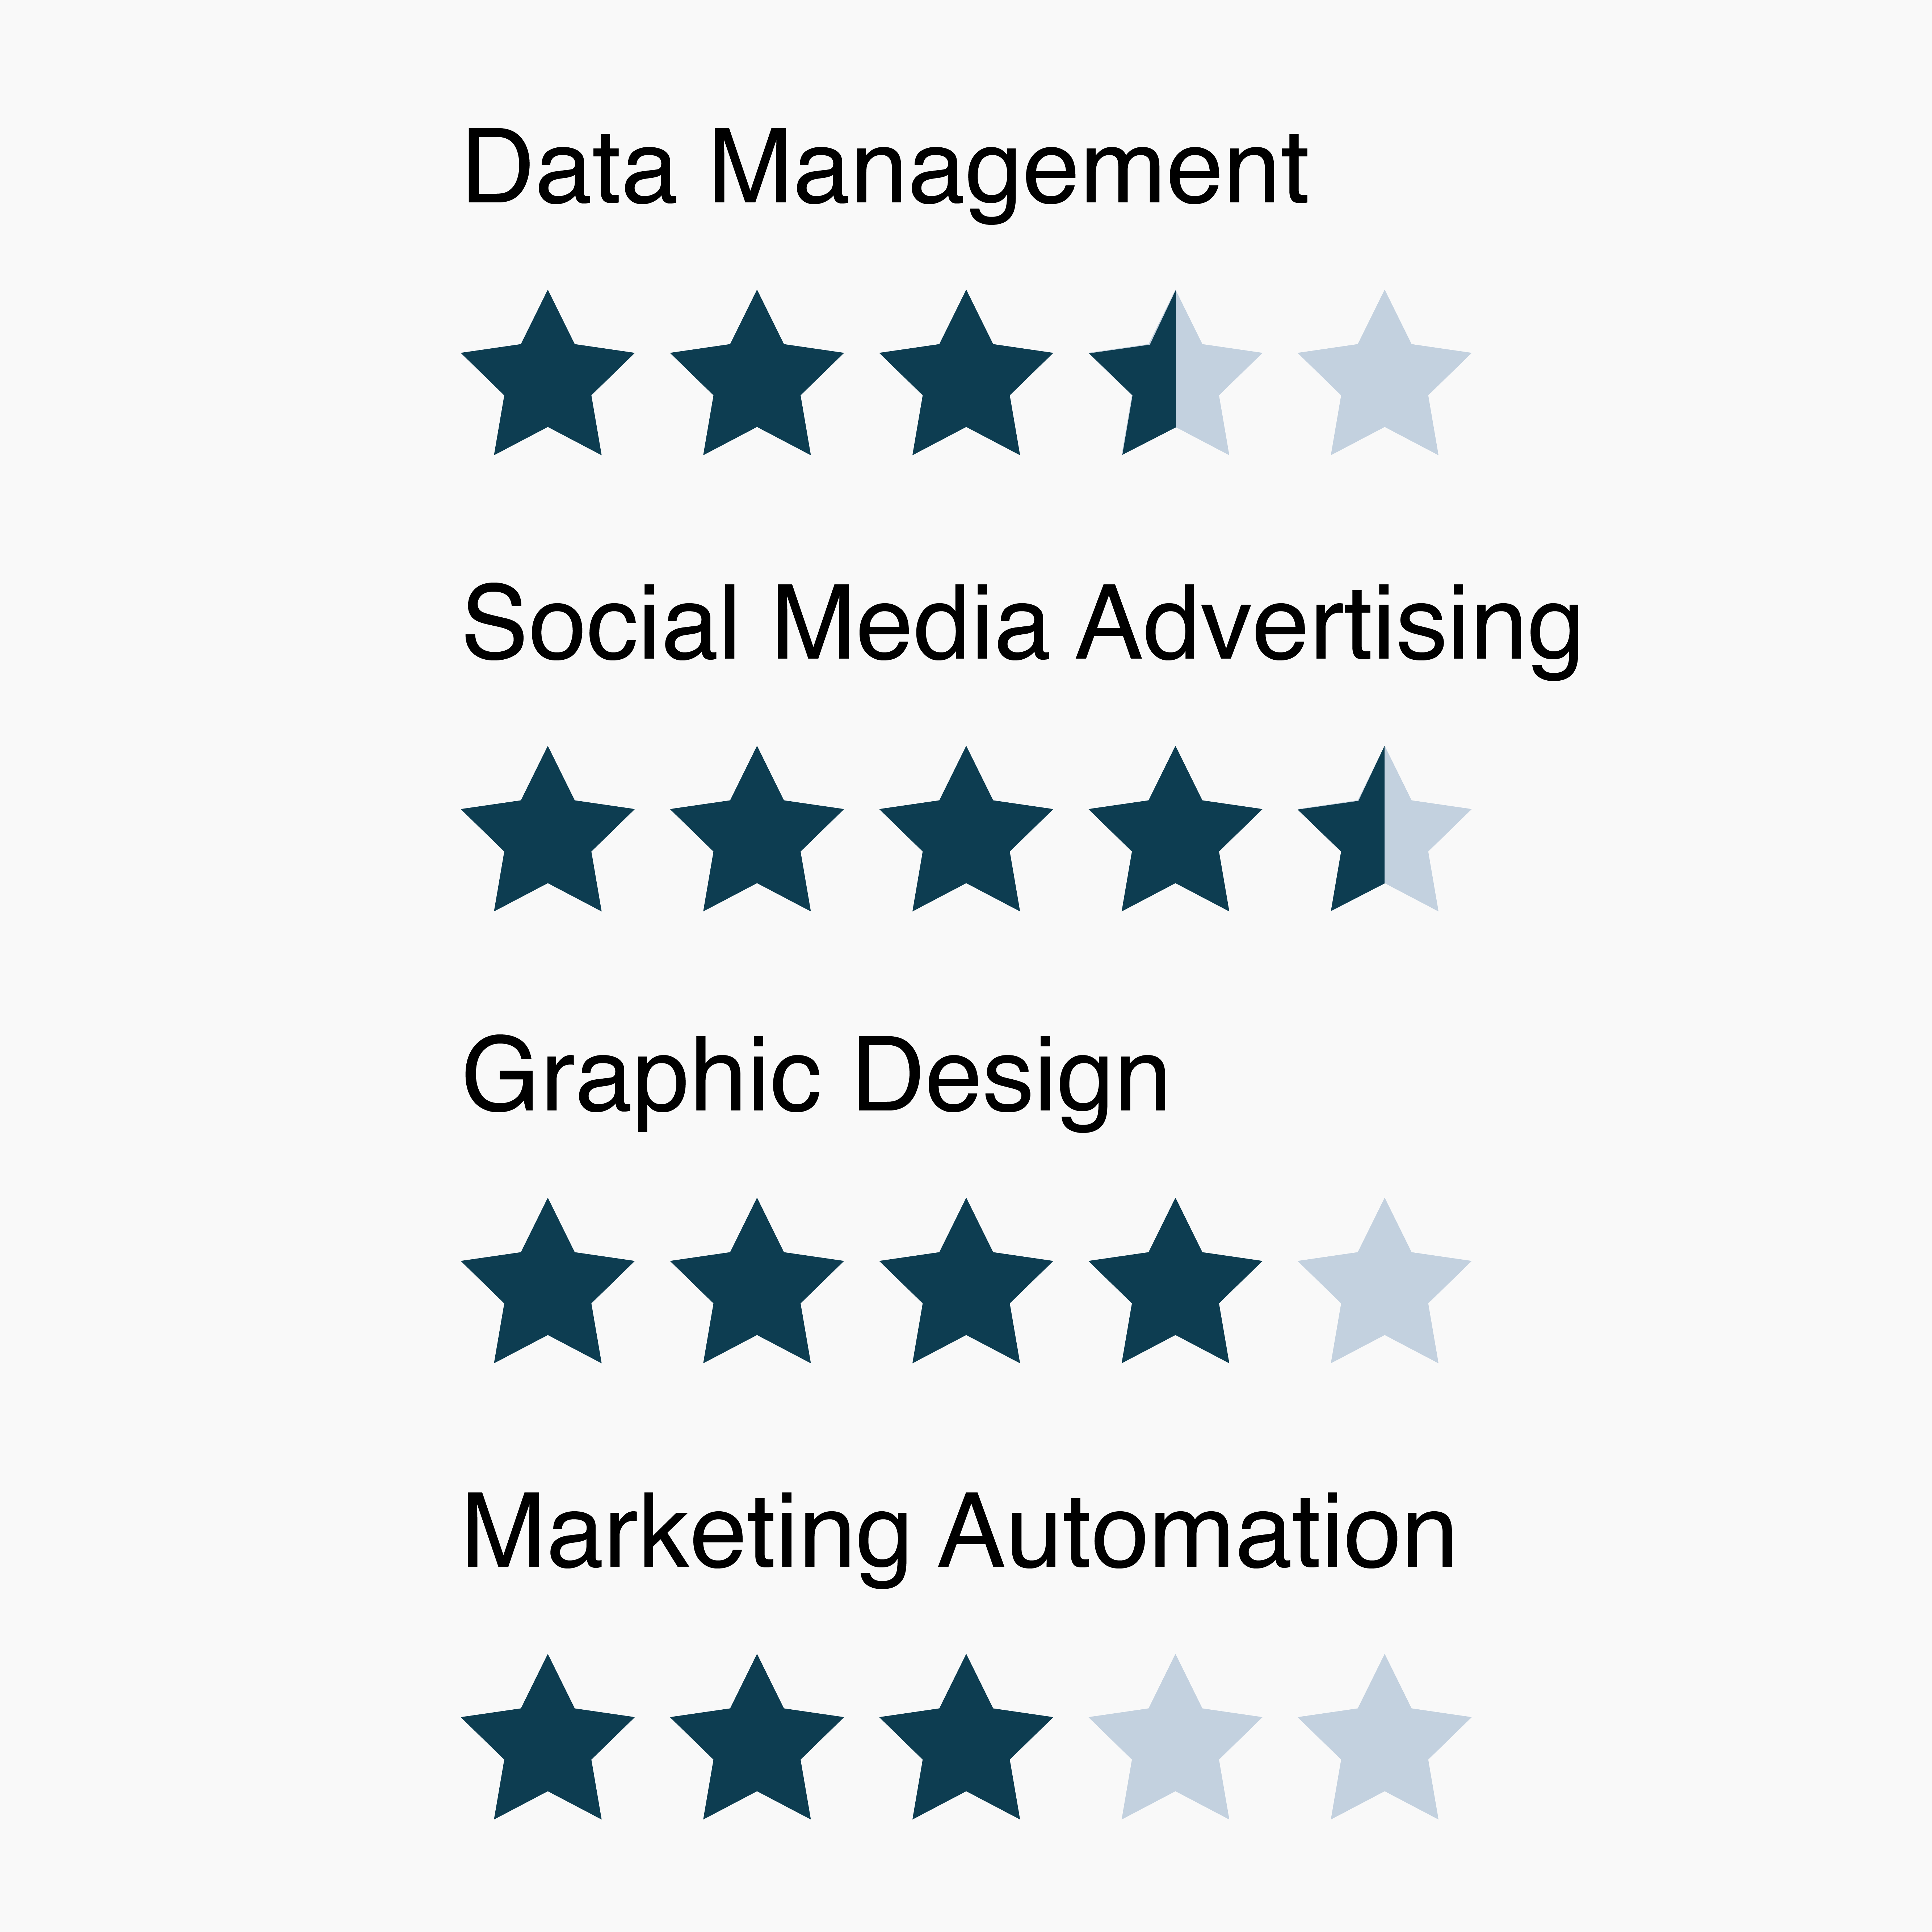 Data Management
Social Media Advertising
Graphic Design
Marketing Automation